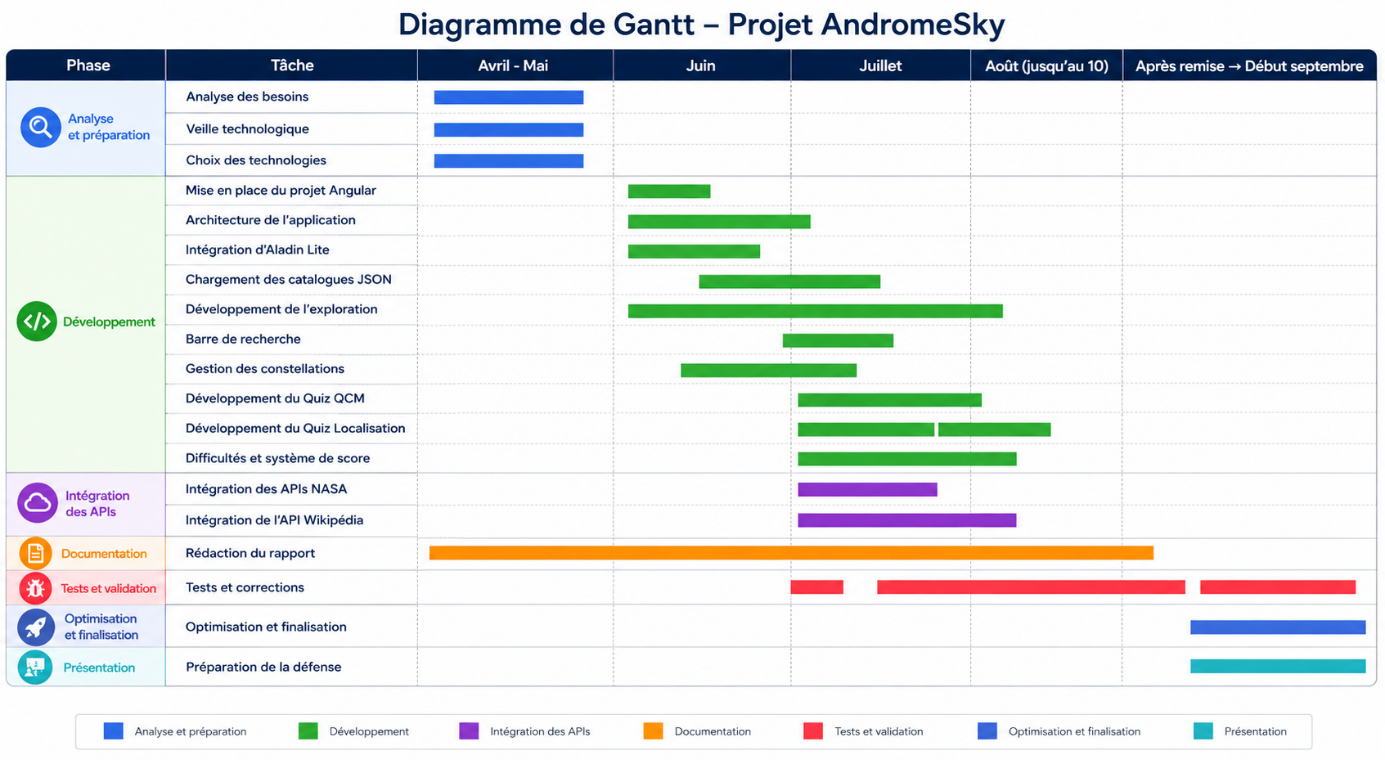 Diagramme de Gantt – Projet AndromeSky
Phase
Tâche
Avril - Mai
Juin
Juillet
Août (jusqu'au 10)
Après remise → Début septembre
Analyse
et préparation
Analyse des besoins
Veille technologique
Choix des technologies
Développement
Mise en place du projet Angular
Architecture de l'application
Intégration d'Aladin Lite
Chargement des catalogues JSON
Développement de l'exploration
Barre de recherche
Gestion des constellations
Développement du Quiz QCM
Développement du Quiz Localisation
Difficultés et système de score
Intégration
des APIs
Intégration des APIs NASA
Intégration de l'API Wikipédia
Documentation
Rédaction du rapport
Tests et validation
Tests et corrections
Optimisation
et finalisation
Optimisation et finalisation
Présentation
Préparation de la défense
Analyse et préparation
Développement
Intégration des APIs
Documentation
Tests et validation
Optimisation et finalisation
Présentation